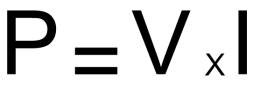 P = V x I